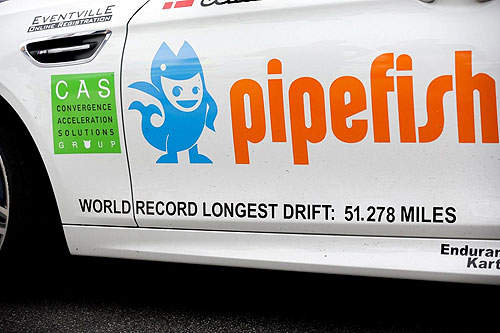 EVENTVILLE
ONLINE REGISTRATION
CAS
CONVERGENCE
ACCELERATION
SOLUTIONS
GROUP
pipefish
WORLD RECORD LONGEST DRIFT: 51.278 MILES